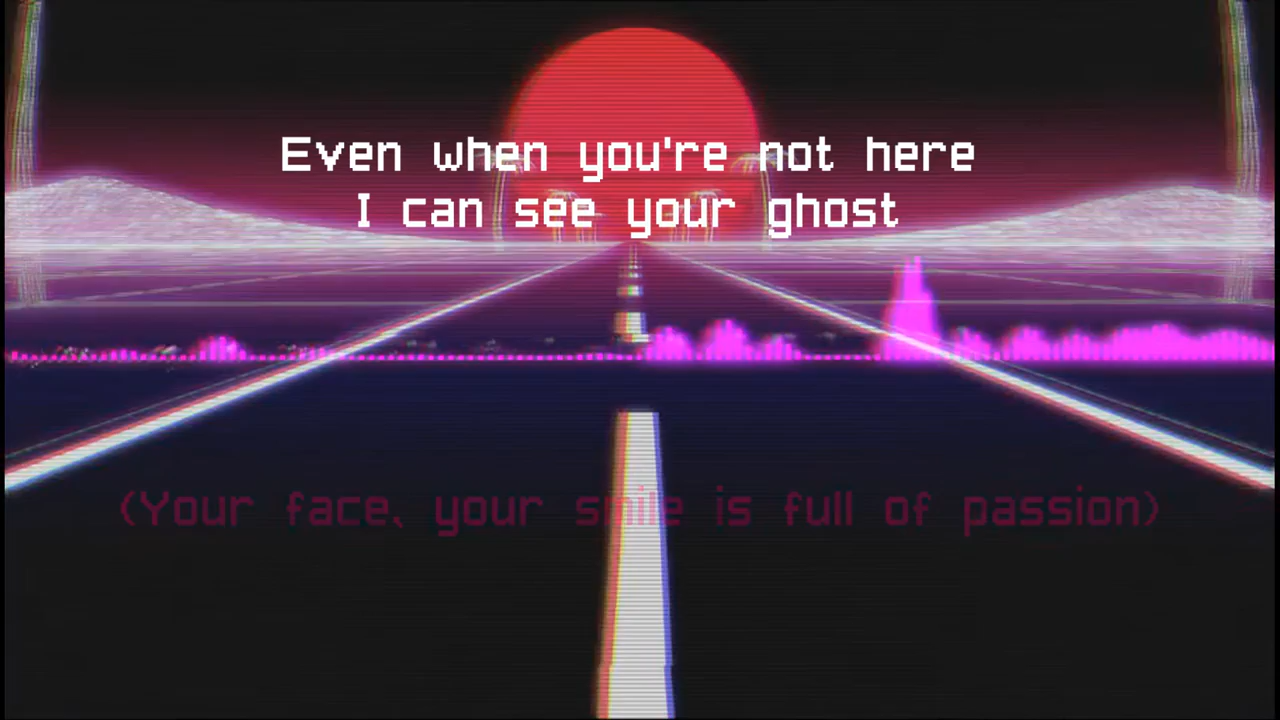 Even when you're not here
I can see your ghost
(Your face、 your smile is full of passion)